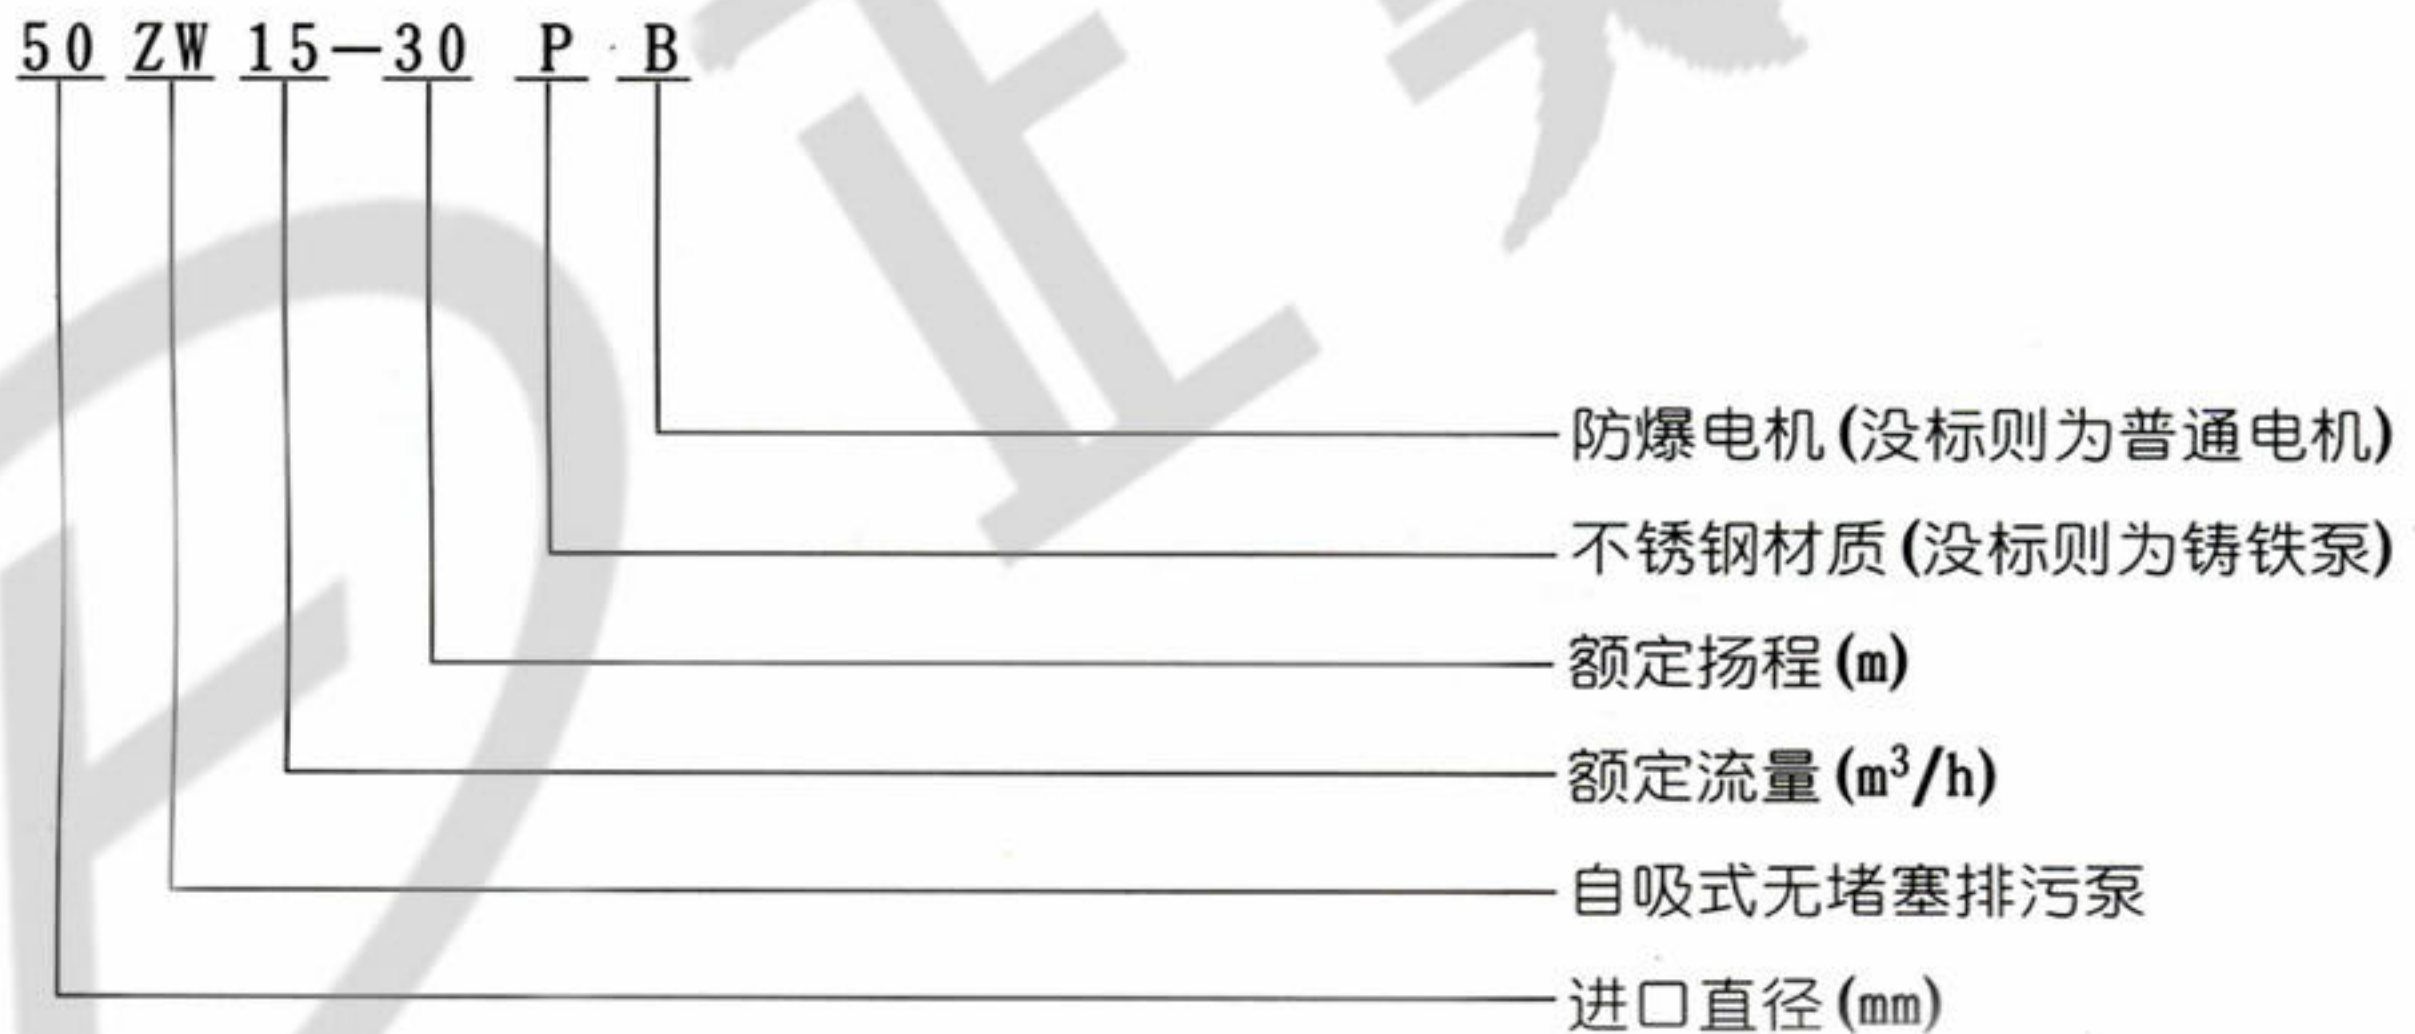 50 ZW 15-30 P B
防爆电机(没标则为普通电机)
不锈钢材质(没标则为铸铁泵)
额定扬程(m)
额定流量(m³/h)
自吸式无堵塞排污泵
进口直径(mm)